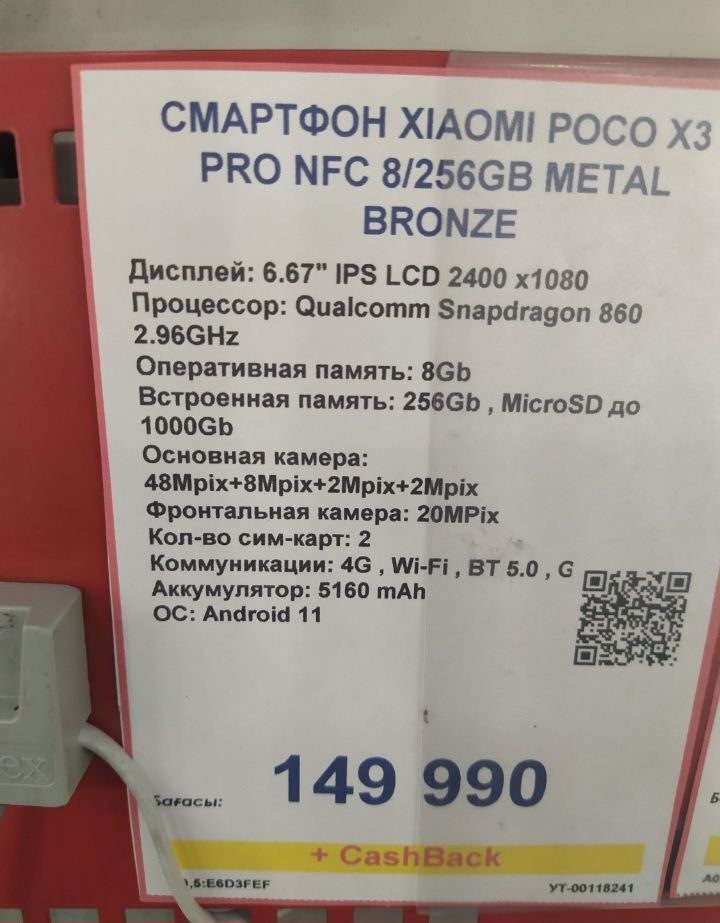 СМАРТФОН XIAOMI POCO X3
PRO NFC 8/256GB METAL
BRONZE
Дисплей: 6.67" IPS LCD 2400 x1080
Процессор: Qualcomm Snapdragon 860
2.96GHz
Оперативная память: 8Gb
Встроенная память: 256Gb , MicroSD до
1000Gb
Основная камера:
48Mpix+8Mpix+2Mpix+2Mpix
Фронтальная камера: 20MPix
Кол-во сим-карт: 2
Коммуникации: 4G , Wi-Fi , BT 5.0 , G
Аккумулятор: 5160 mAh
ОС: Android 11
Бағасы: 149 990
+ CashBack
,5:E6D3FEF
УТ-00118241